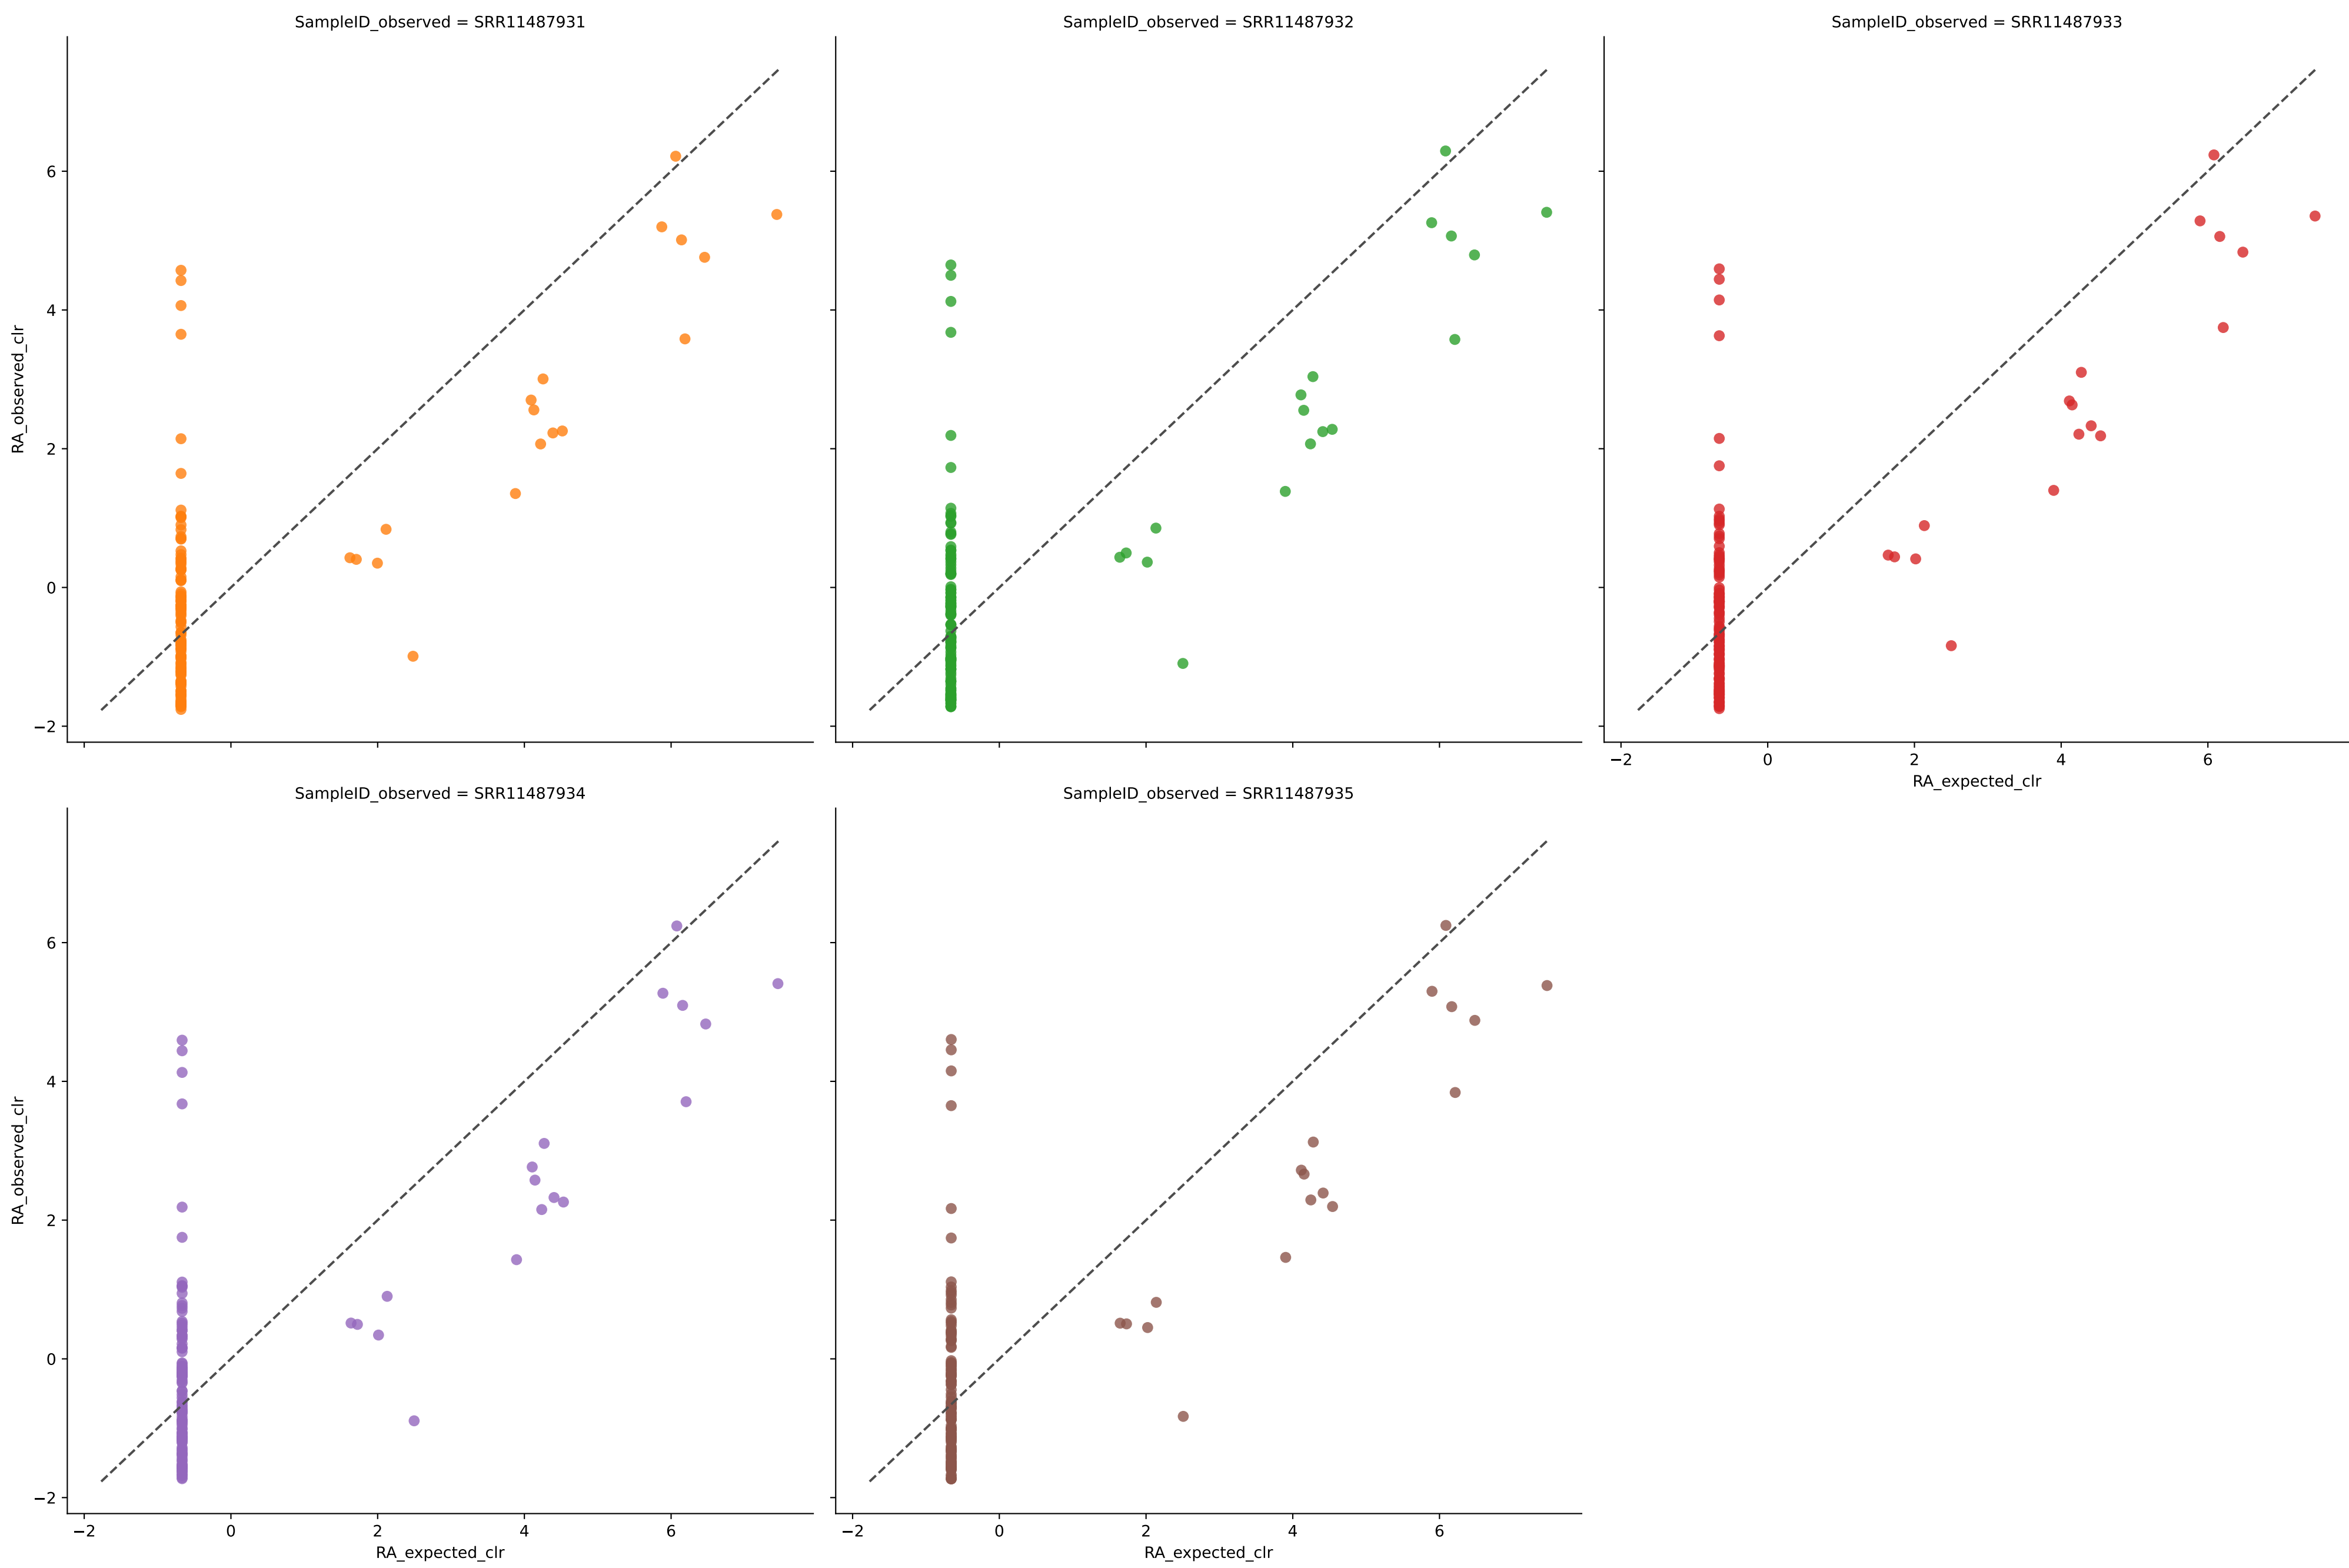 SampleID_observed = SRR11487931
SampleID_observed = SRR11487932
SampleID_observed = SRR11487933
RA_observed_clr
6
4
2
0
−2
−2
0
2
4
6
RA_expected_clr
SampleID_observed = SRR11487934
SampleID_observed = SRR11487935
RA_observed_clr
6
4
2
0
−2
−2
0
2
4
6
RA_expected_clr
−2
0
2
4
6
RA_expected_clr